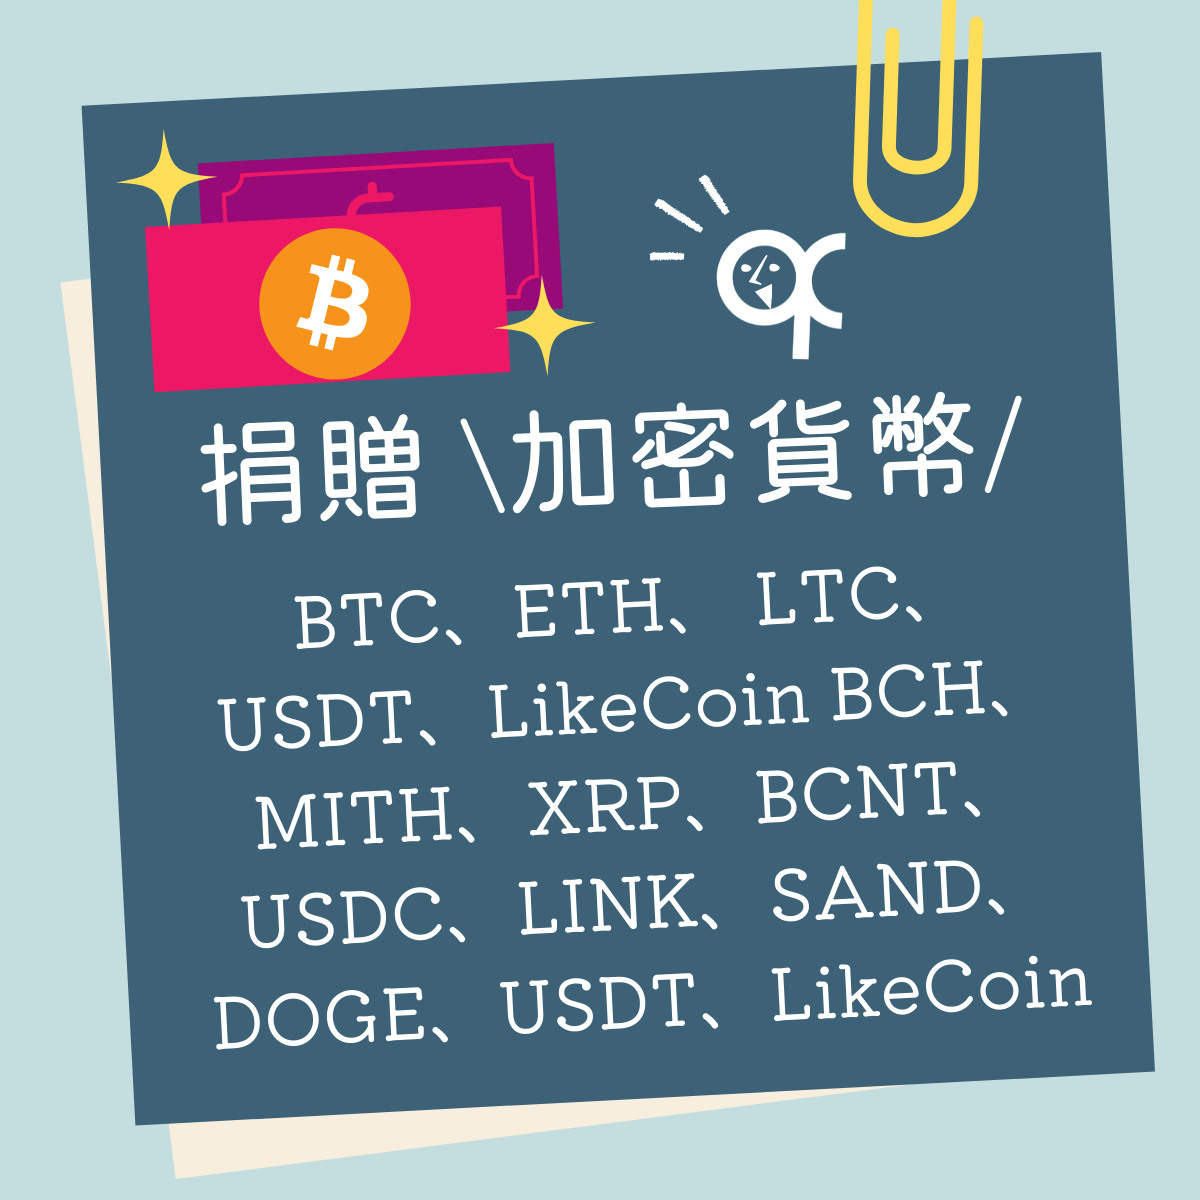 捐贈 \加密貨幣/
BTC、ETH、 LTC、
USDT、LikeCoin BCH、
MITH、XRP、BCNT、
USDC、LINK、 SAND、
DOGE、USDT、LikeCoin